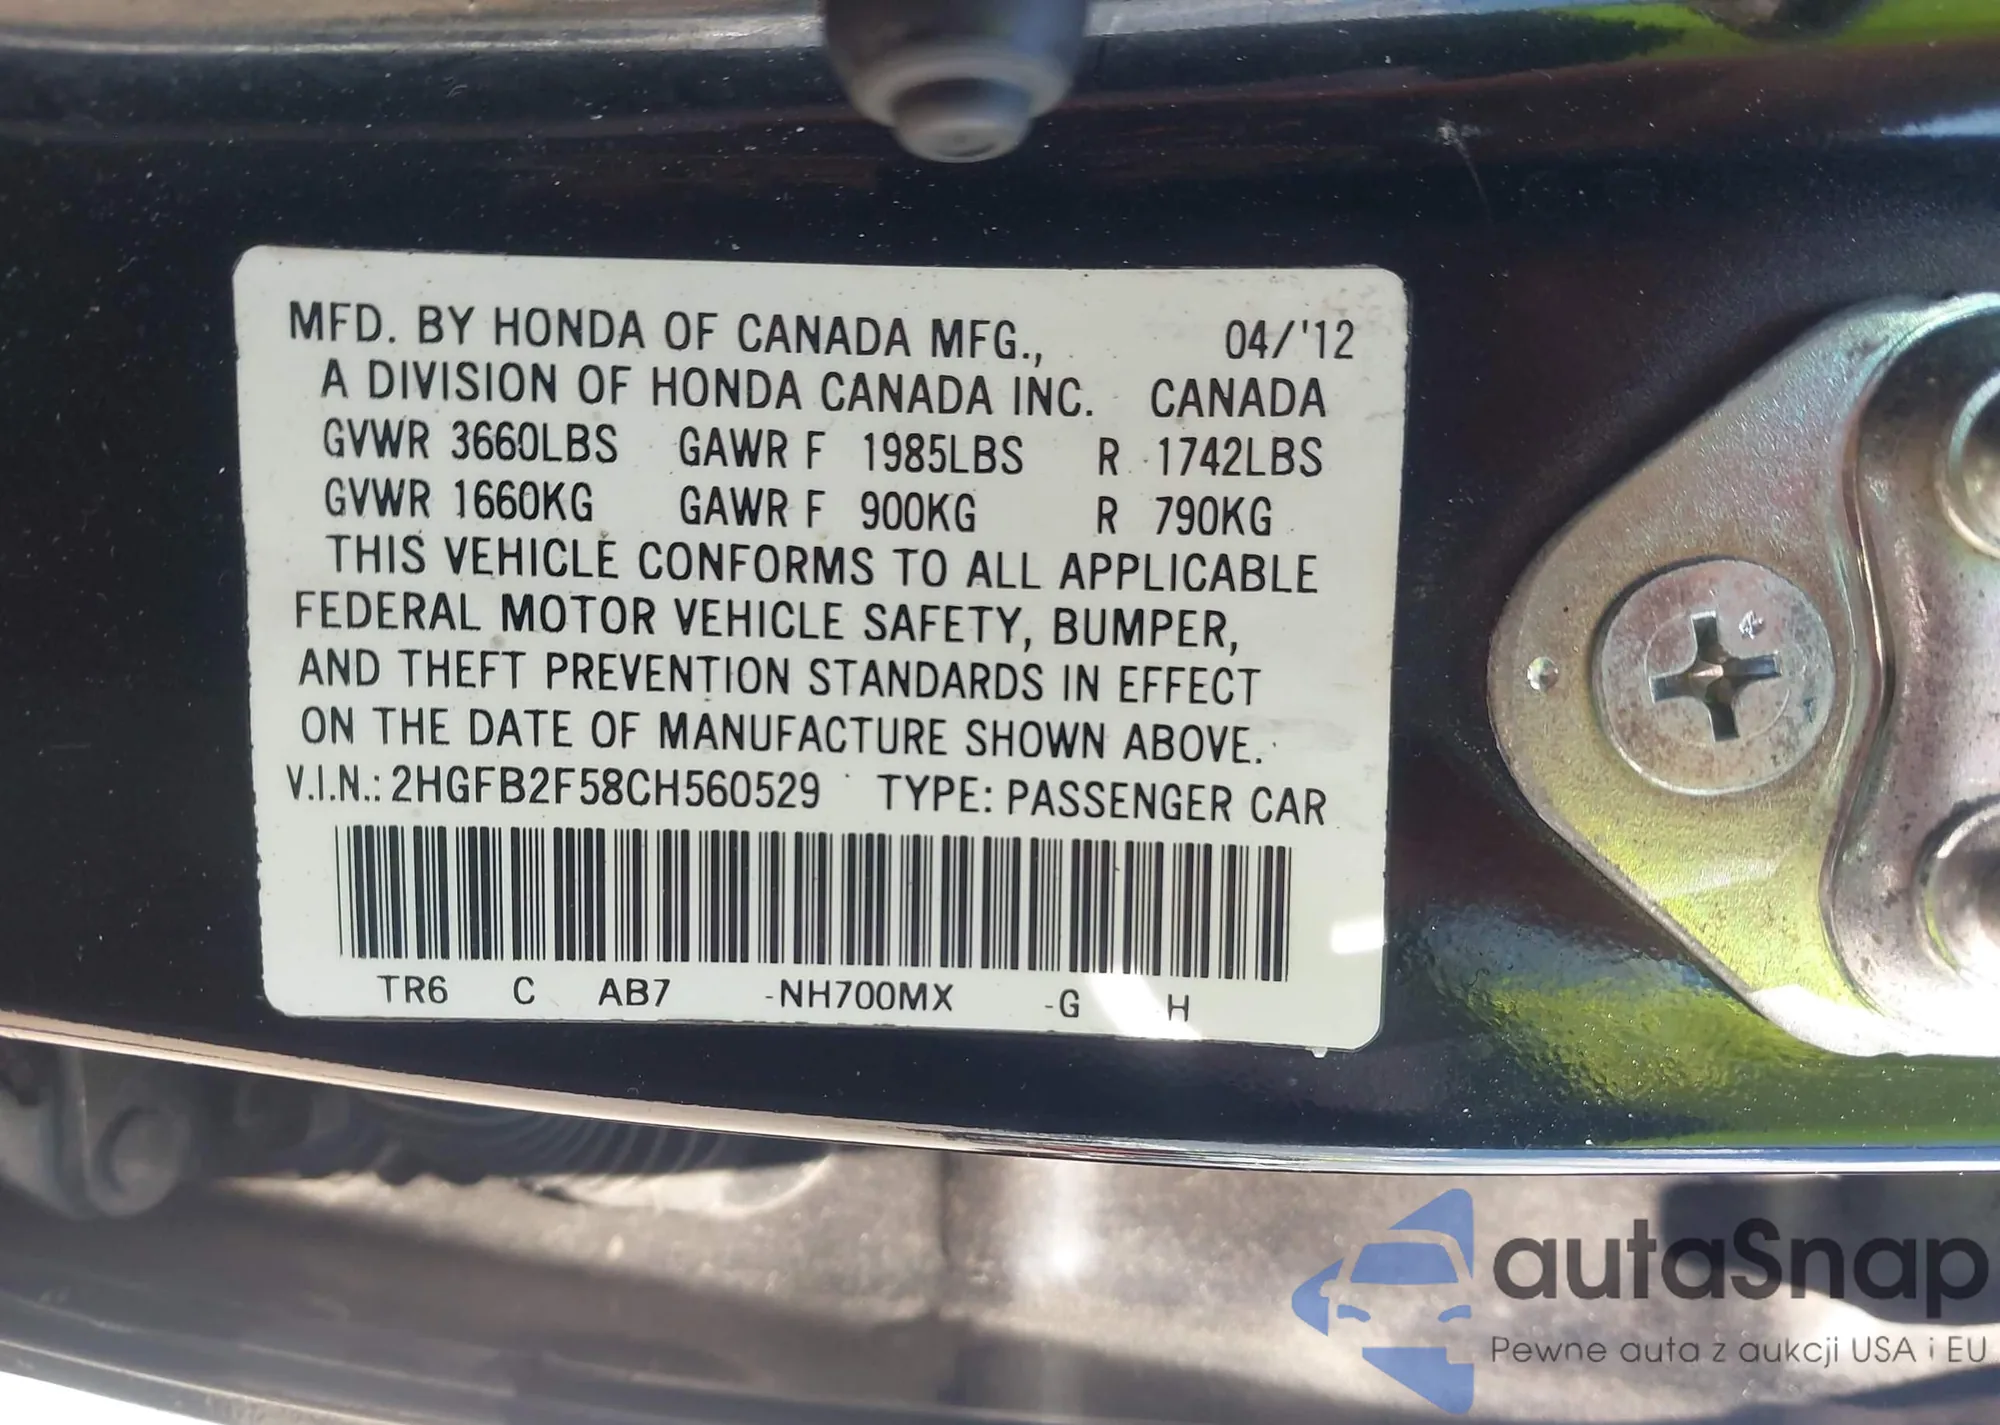 MFD. BY HONDA OF CANADA MFG., 04/'12
A DIVISION OF HONDA CANADA INC. CANADA
GVWR 3660LBS GAWR F 1985LBS R 1742LBS
GVWR 1660KG GAWR F 900KG R 790KG
THIS VEHICLE CONFORMS TO ALL APPLICABLE
FEDERAL MOTOR VEHICLE SAFETY, BUMPER,
AND THEFT PREVENTION STANDARDS IN EFFECT
ON THE DATE OF MANUFACTURE SHOWN ABOVE.
V.I.N.: 2HGFB2F58CH560529 TYPE: PASSENGER CAR
TR6 C AB7 -NH700MX -G H
autaSnap
Pewne auta z aukcji USA i EU